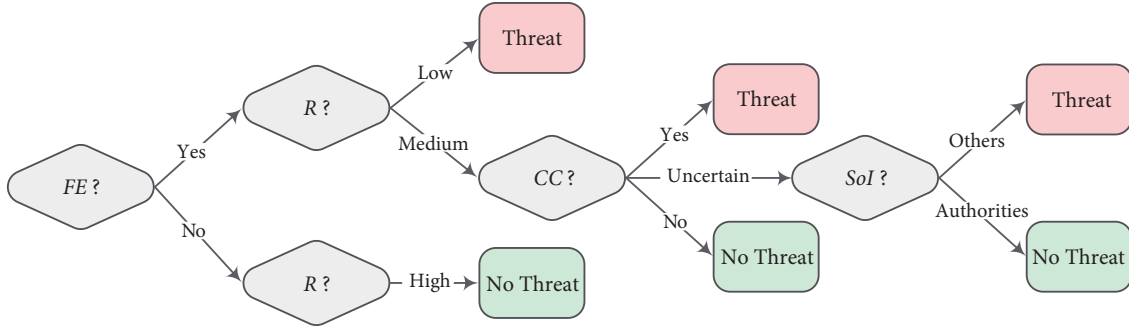 Threat
Low
R ?
Threat
Threat
Medium
Yes
Others
Yes
FE ?
CC ?
Uncertain
SoI ?
No
No
Authorities
R ?
High
No Threat
No Threat
No Threat